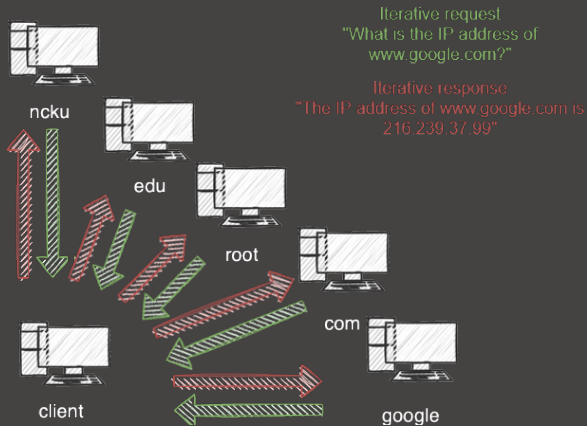 Iterative request
"What is the IP address of
www.google.com?"
Iterative response
"The IP address of www.google.com is
216.239.37.99"
ncku
edu
root
com
client
google